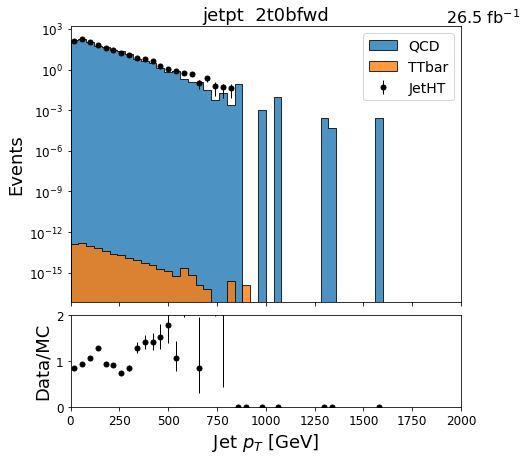 jetpt 2t0bfwd
26.5 fb⁻¹
QCD
TTbar
JetHT
Events
10³
10⁰
10⁻³
10⁻⁶
10⁻⁹
10⁻¹²
10⁻¹⁵
Data/MC
2
1
0
0 250 500 750 1000 1250 1500 1750 2000
Jet p_T [GeV]